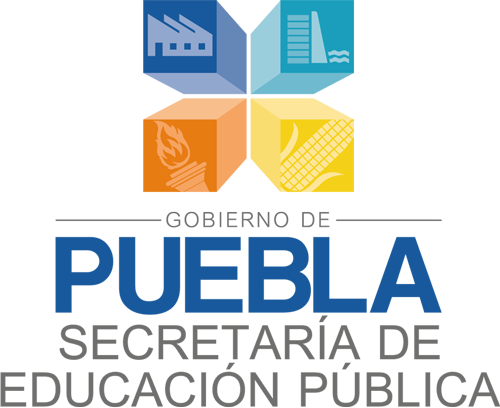 GOBIERNO DE
PUEBLA
SECRETARÍA DE
EDUCACIÓN PÚBLICA